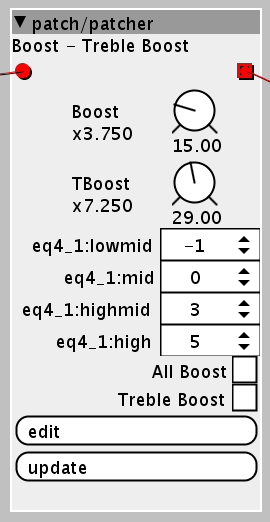 ▼ patch/patcher
Boost - Treble Boost
Boost
x3.750
15.00
TBoost
x7.250
29.00
eq4_1:lowmid -1
eq4_1:mid 0
eq4_1:highmid 3
eq4_1:high 5
All Boost
Treble Boost
edit
update